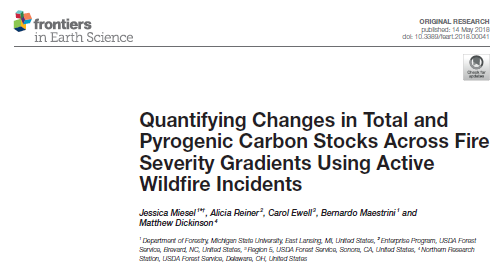 frontiers
in Earth Science
ORIGINAL RESEARCH
published: 14 May 2018
doi: 10.3389/feart.2018.00041
Check for
updates
Quantifying Changes in Total and
Pyrogenic Carbon Stocks Across Fire
Severity Gradients Using Active
Wildfire Incidents
Jessica Miesel¹*†, Alicia Reiner², Carol Ewell³, Bernardo Maestrini¹ and
Matthew Dickinson⁴
¹ Department of Forestry, Michigan State University, East Lansing, MI, United States, ² Enterprise Program, USDA Forest
Service, Brevard, NC, United States, ³ Region 5, USDA Forest Service, Sonora, CA, United States, ⁴ Northern Research
Station, USDA Forest Service, Delaware, OH, United States